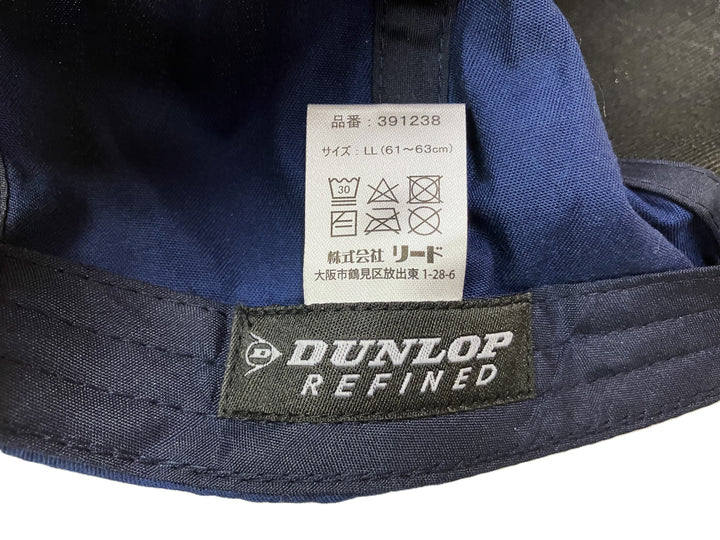 品番：391238
サイズ：LL（61～63cm）
30
株式会社 リード
大阪市鶴見区放出東 1-28-6
D DUNLOP
REFINED